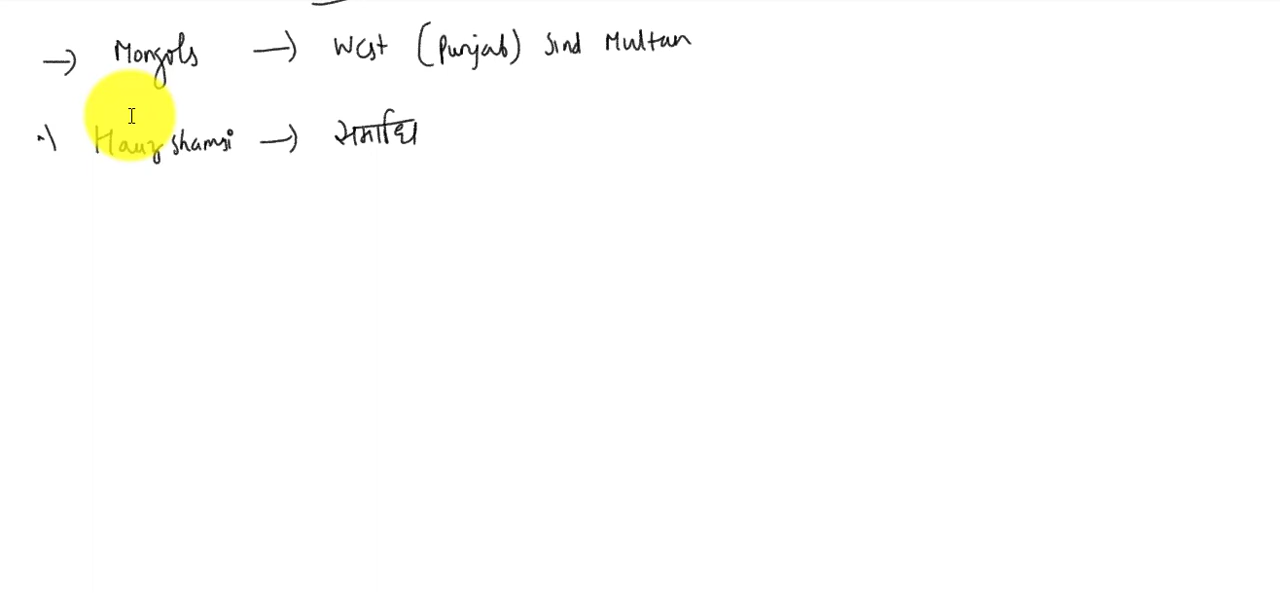 → Mongols → West (Punjab) Sind Multan
→ Hauz shamsi → समाधि